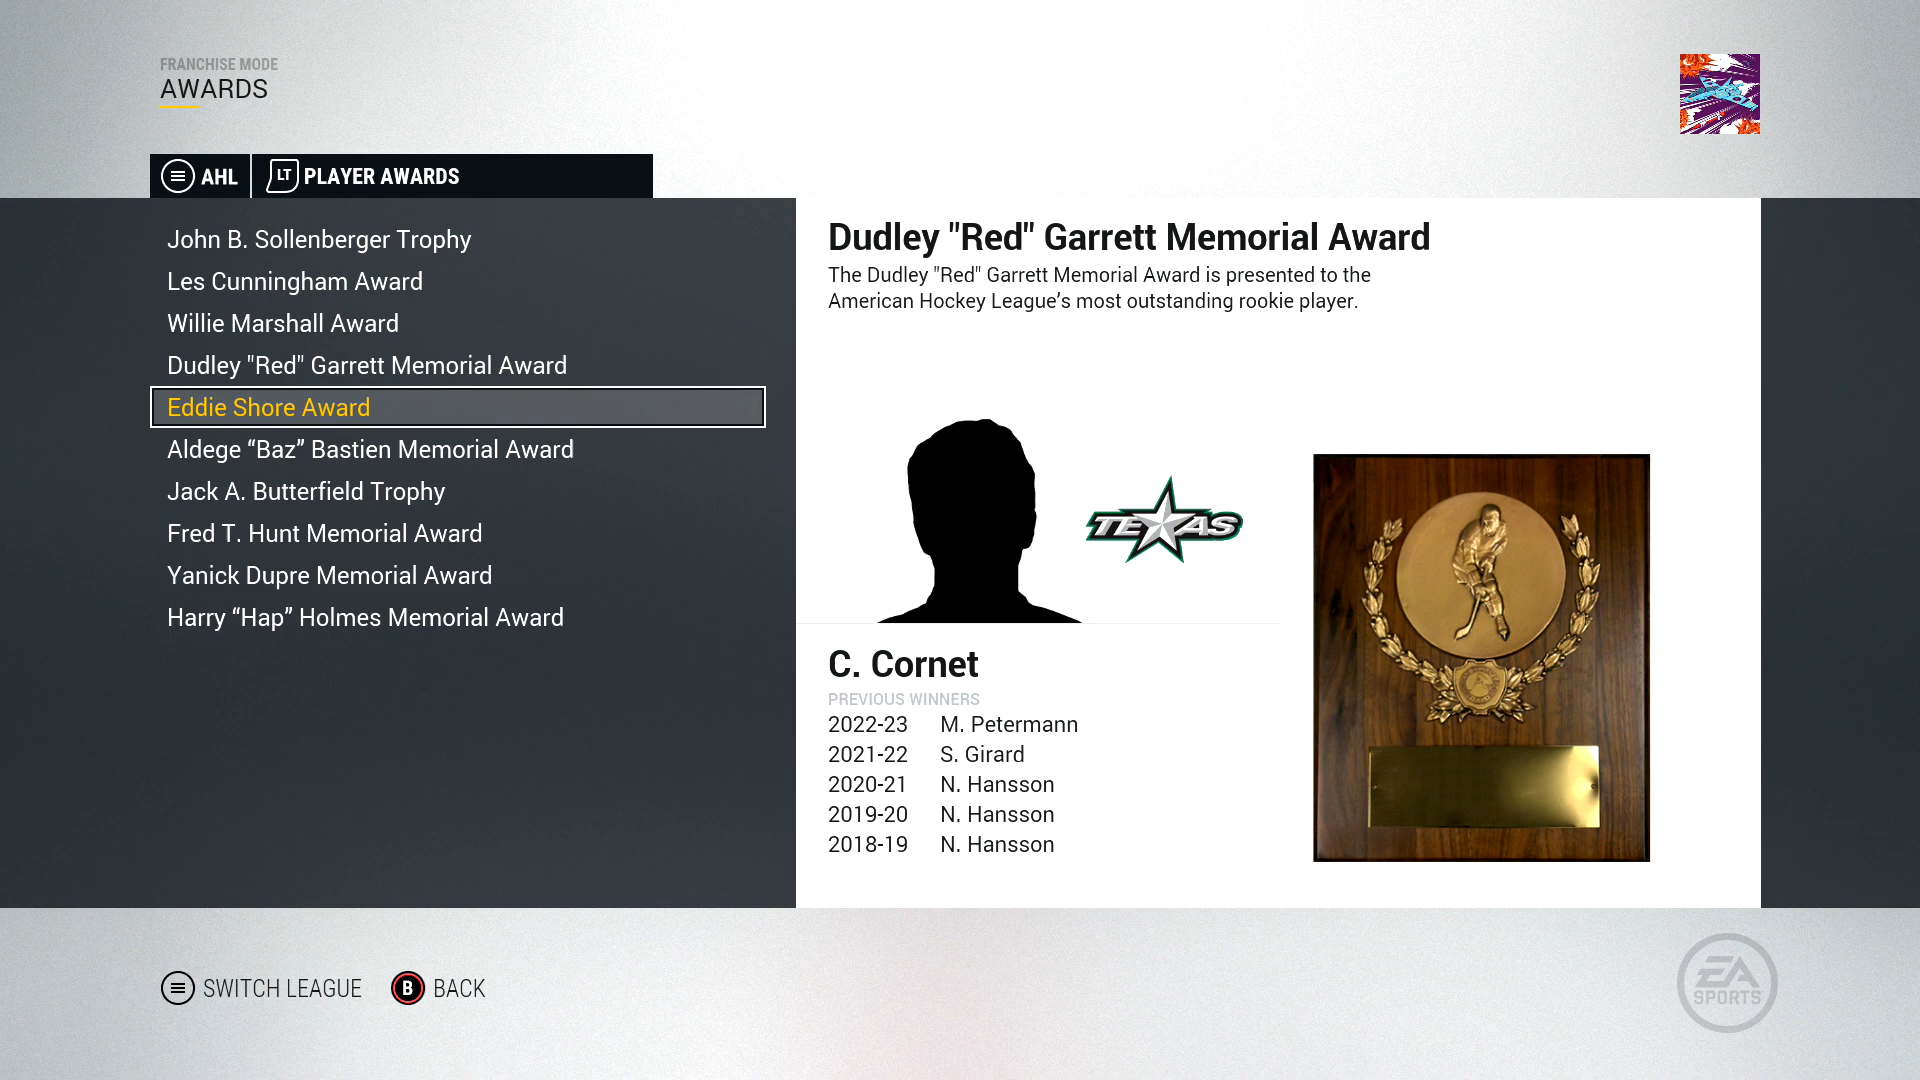 FRANCHISE MODE
AWARDS
AHL
LT PLAYER AWARDS
John B. Sollenberger Trophy
Les Cunningham Award
Willie Marshall Award
Dudley "Red" Garrett Memorial Award
Eddie Shore Award
Aldege “Baz” Bastien Memorial Award
Jack A. Butterfield Trophy
Fred T. Hunt Memorial Award
Yanick Dupre Memorial Award
Harry “Hap” Holmes Memorial Award
Dudley "Red" Garrett Memorial Award
The Dudley "Red" Garrett Memorial Award is presented to the
American Hockey League’s most outstanding rookie player.
TEXAS
C. Cornet
PREVIOUS WINNERS
2022-23 M. Petermann
2021-22 S. Girard
2020-21 N. Hansson
2019-20 N. Hansson
2018-19 N. Hansson
SWITCH LEAGUE
B BACK
EA
SPORTS